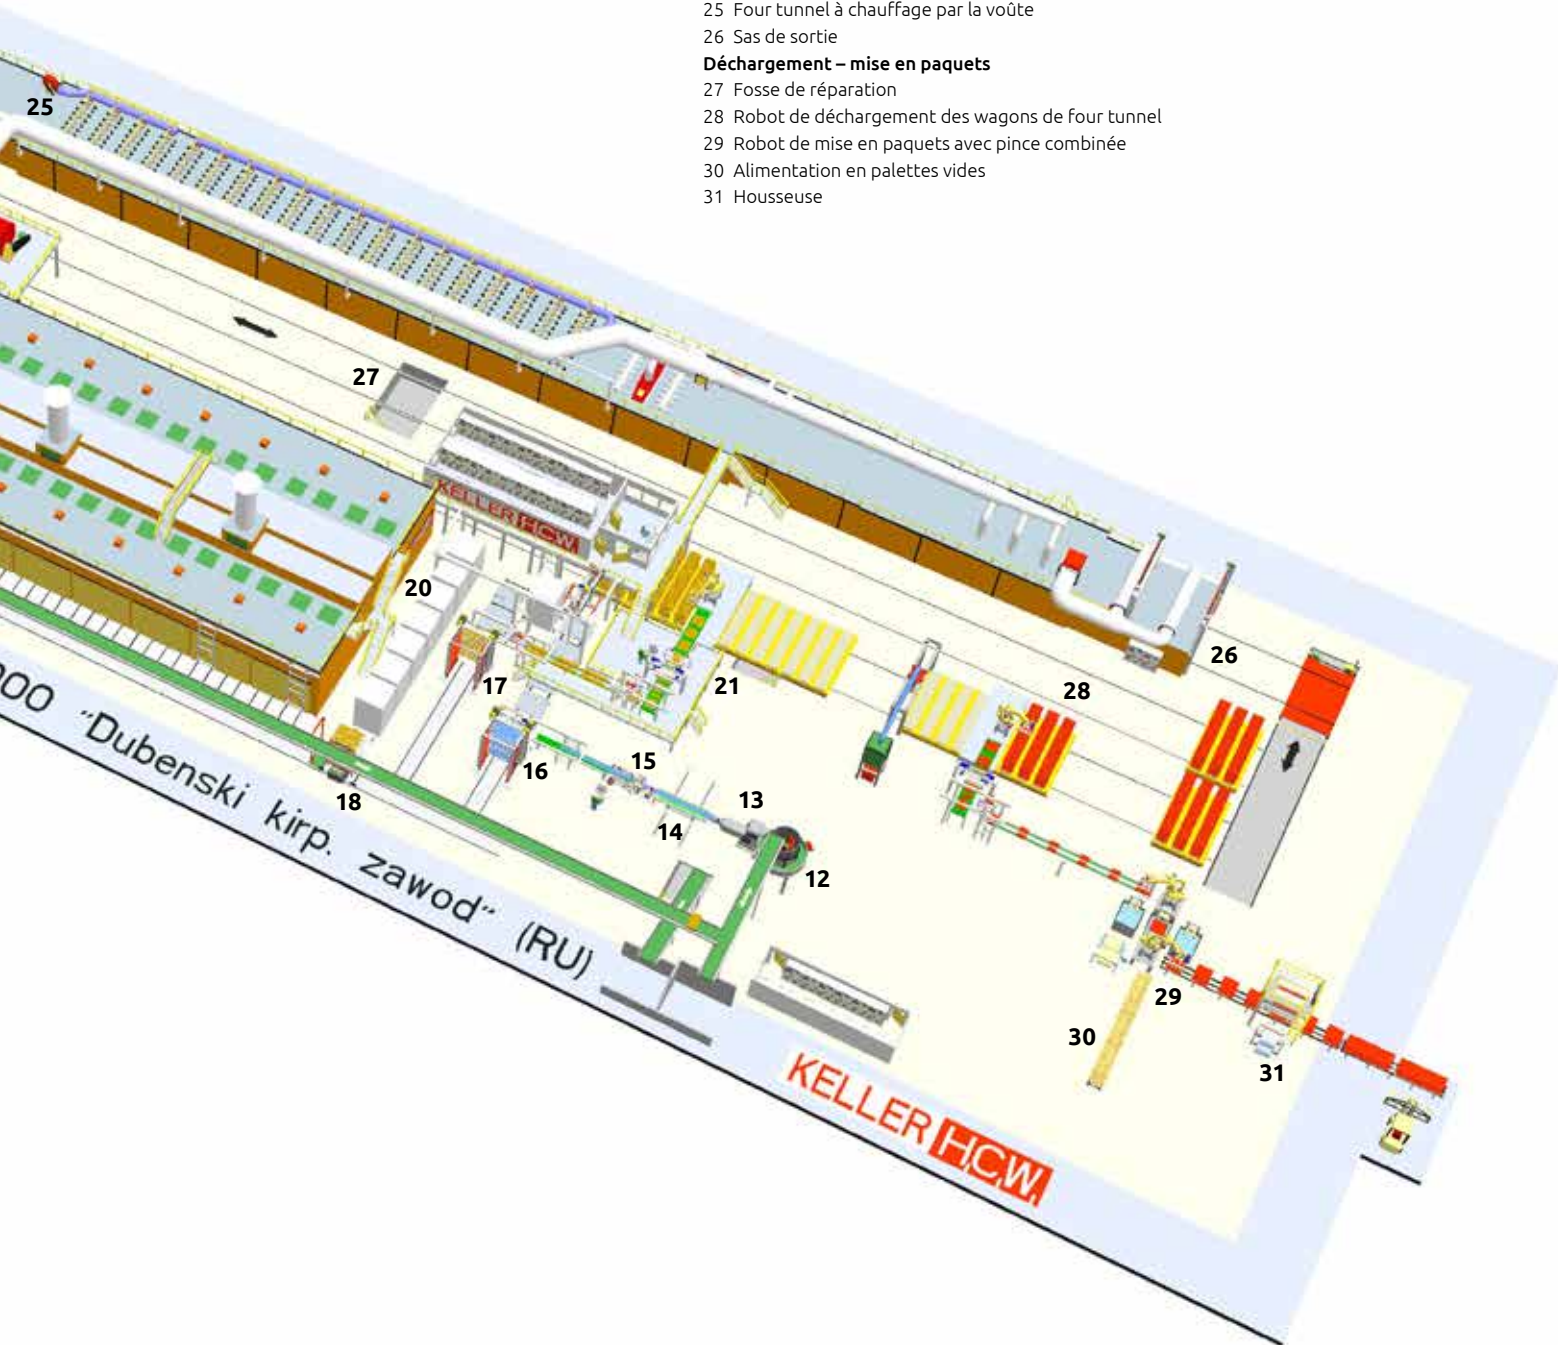 25 Four tunnel à chauffage par la voûte
26 Sas de sortie
Déchargement – mise en paquets
27 Fosse de réparation
28 Robot de déchargement des wagons de four tunnel
29 Robot de mise en paquets avec pince combinée
30 Alimentation en palettes vides
31 Housseuse
25
27
KELLER HCW
20
26
17
21
28
16
15
18
13
14
12
OOO "Dubenski kirp. zawod" (RU)
29
30
31
KELLER HCW